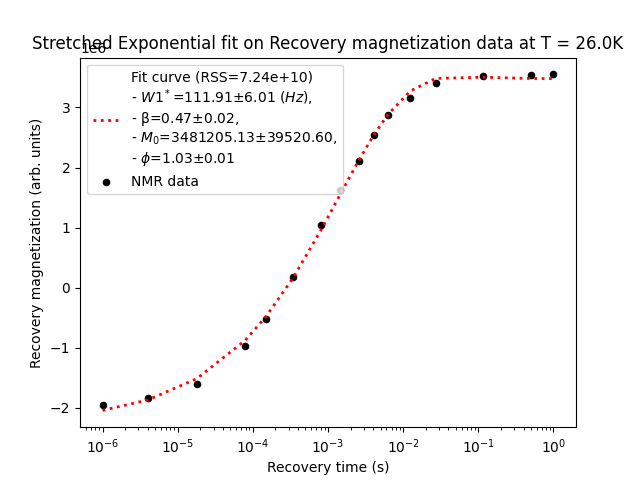 Stretched Exponential fit on Recovery magnetization data at T = 26.0K
1e6
Fit curve (RSS=7.24e+10)
- W1*=111.91±6.01 (Hz),
- β=0.47±0.02,
- M₀=3481205.13±39520.60,
- ϕ=1.03±0.01
NMR data
3
2
1
0
−1
−2
Recovery magnetization (arb. units)
10⁻⁶ 10⁻⁵ 10⁻⁴ 10⁻³ 10⁻² 10⁻¹ 10⁰
Recovery time (s)